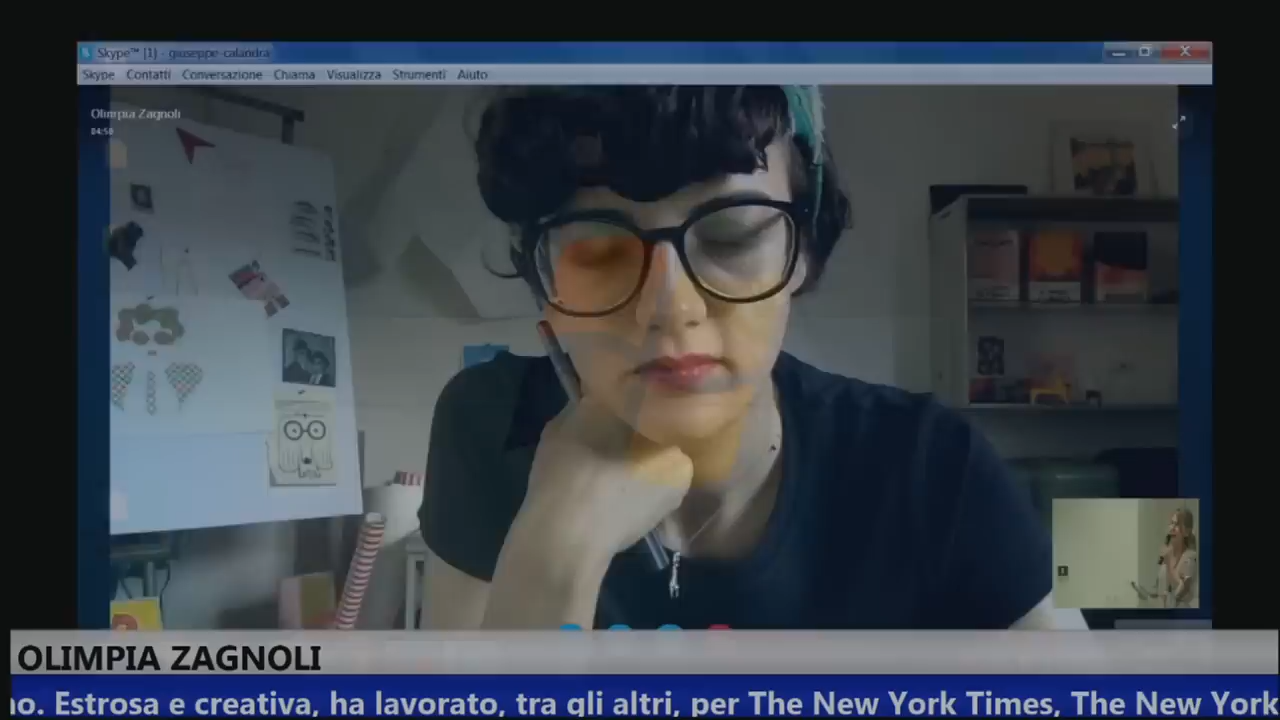 Skype™ [1] - giuseppe-calandra
Skype Contatti Conversazione Chiama Visualizza Strumenti Aiuto
Olimpia Zagnoli
04:50
OLIMPIA ZAGNOLI
no. Estrosa e creativa, ha lavorato, tra gli altri, per The New York Times, The New York